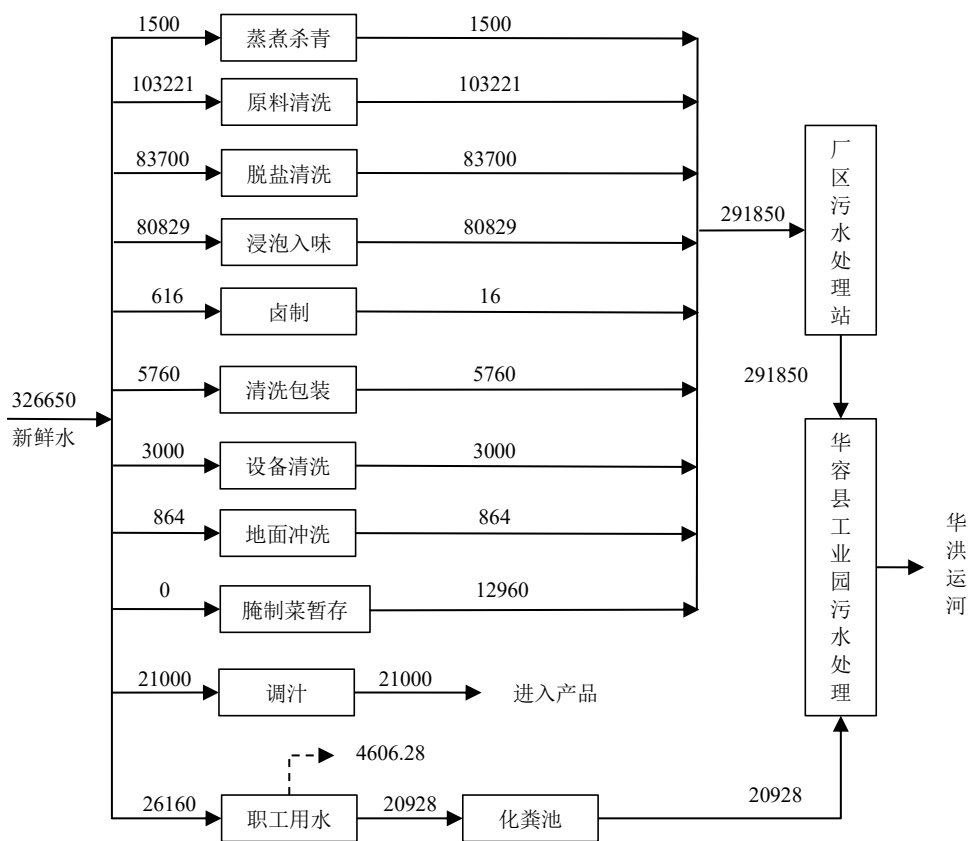 1500
蒸煮杀青
1500
103221
原料清洗
103221
83700
脱盐清洗
83700
80829
浸泡入味
80829
616
卤制
16
5760
清洗包装
5760
3000
设备清洗
3000
864
地面冲洗
864
0
腌制菜暂存
12960
326650
新鲜水
291850
厂区污水处理站
291850
华容县工业园污水处理
华洪运河
21000
调汁
21000
进入产品
4606.28
26160
职工用水
20928
化粪池
20928